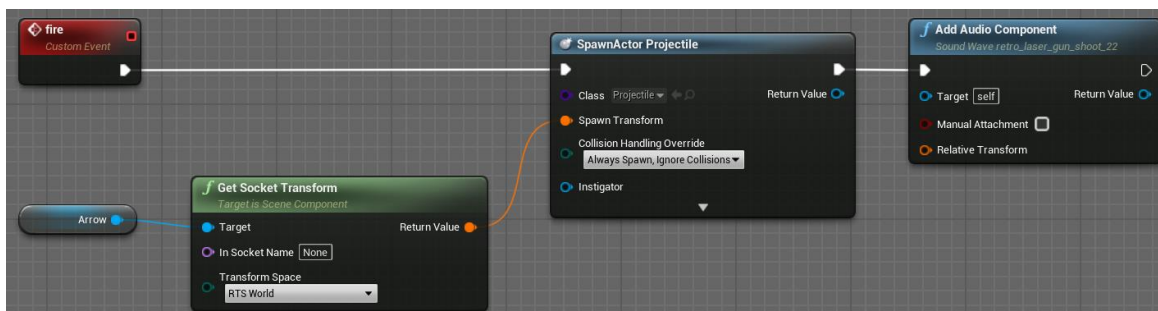 fire
Custom Event
Arrow
f Get Socket Transform
Target is Scene Component
Target
Return Value
In Socket Name None
Transform Space
RTS World
SpawnActor Projectile
Class Projectile
Return Value
Spawn Transform
Collision Handling Override
Always Spawn, Ignore Collisions
Instigator
f Add Audio Component
Sound Wave retro_laser_gun_shoot_22
Target self
Return Value
Manual Attachment
Relative Transform